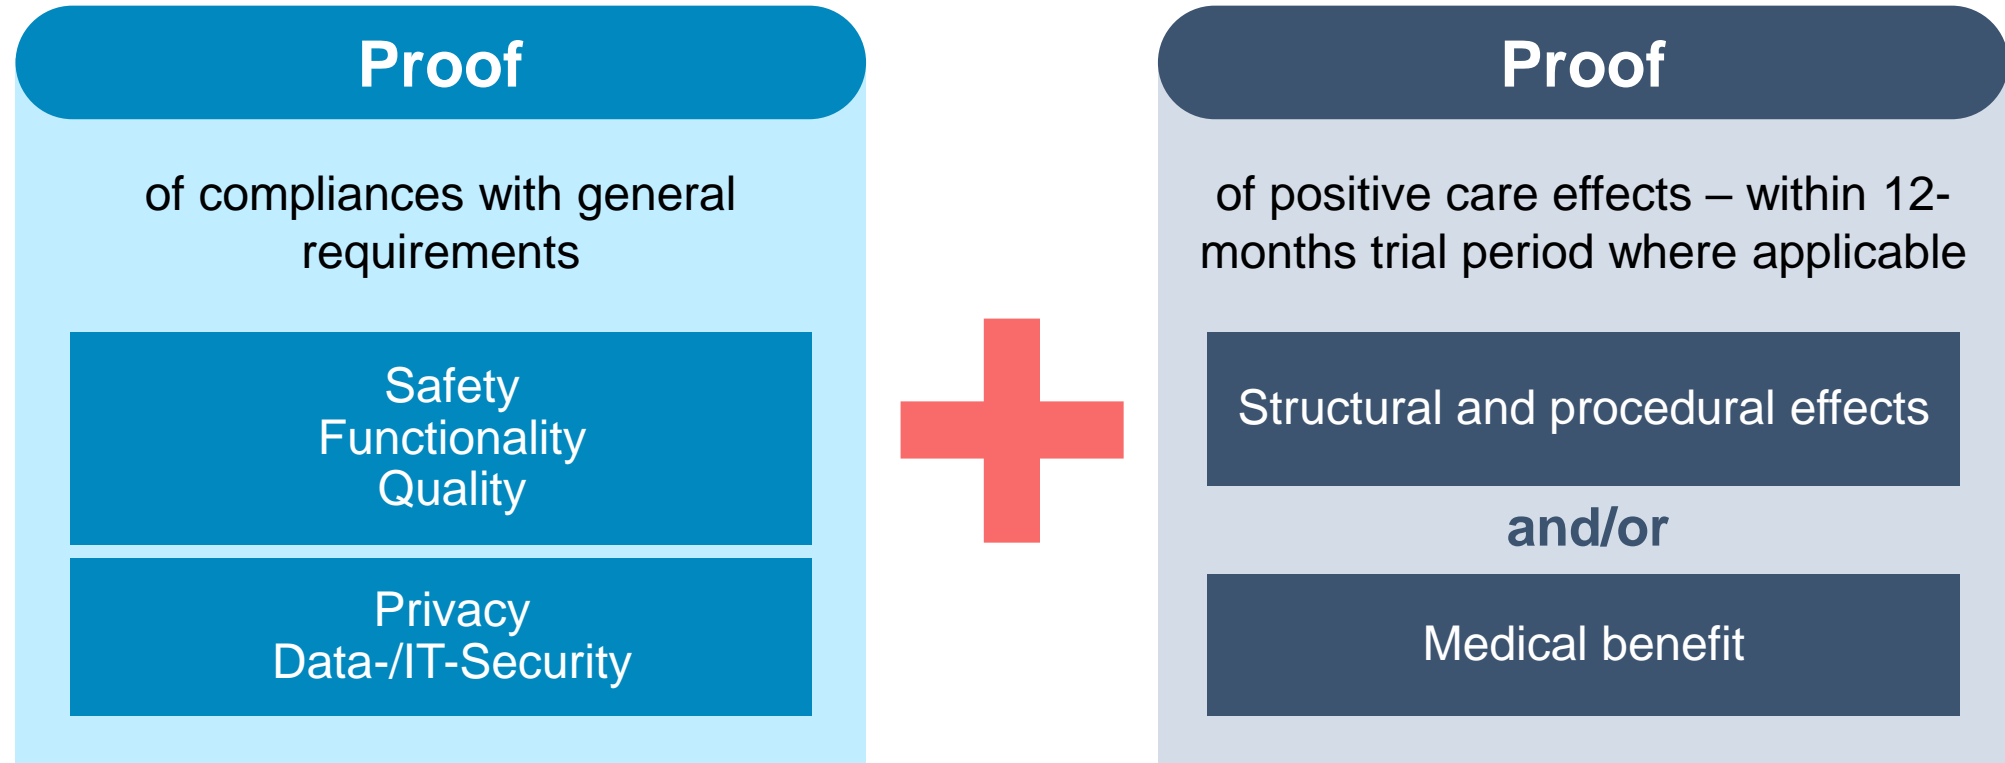 Proof
of compliances with general
requirements
Safety
Functionality
Quality
Privacy
Data-/IT-Security
Proof
of positive care effects – within 12-
months trial period where applicable
Structural and procedural effects
and/or
Medical benefit